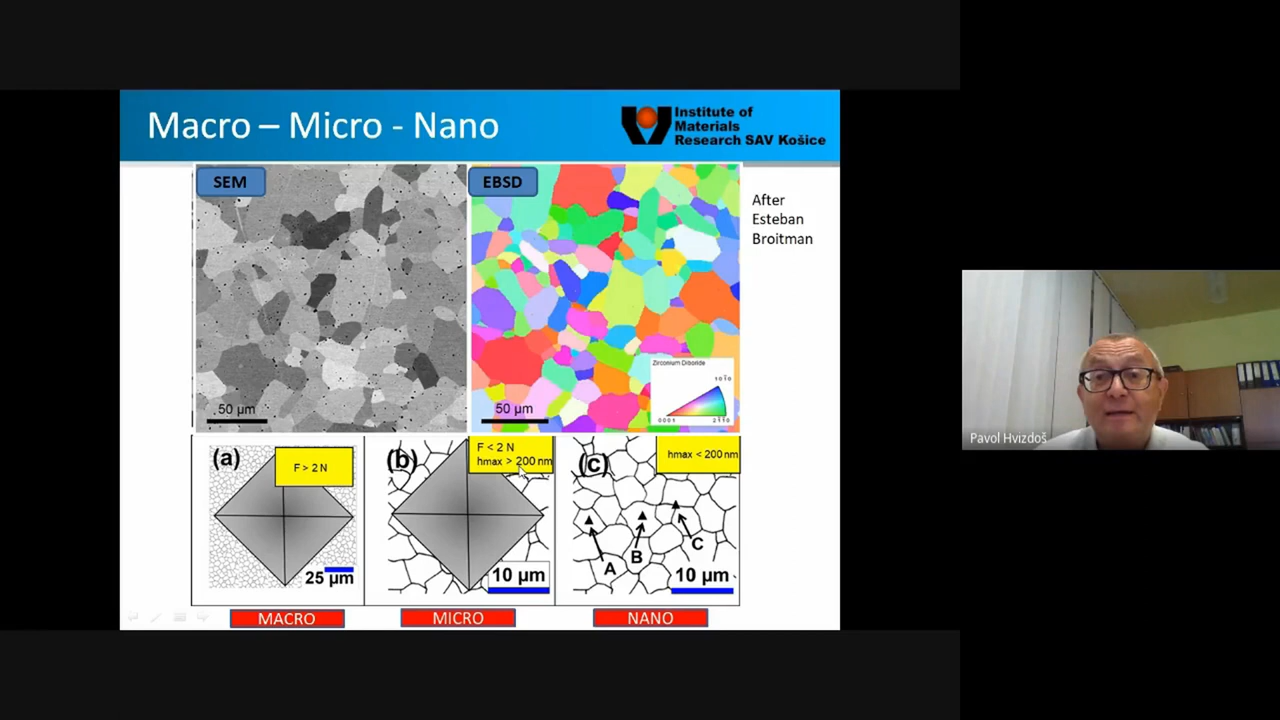 Macro – Micro - Nano
Institute of
Materials
Research SAV Košice
SEM
EBSD
After
Esteban
Broitman
50 µm
50 µm
Zirconium Diboride
0001
(a)
F > 2 N
25 µm
(b)
F < 2 N
hmax > 200 nm
10 µm
(c)
hmax < 200 nm
A
B
C
10 µm
MACRO
MICRO
NANO
Pavol Hvizdoš